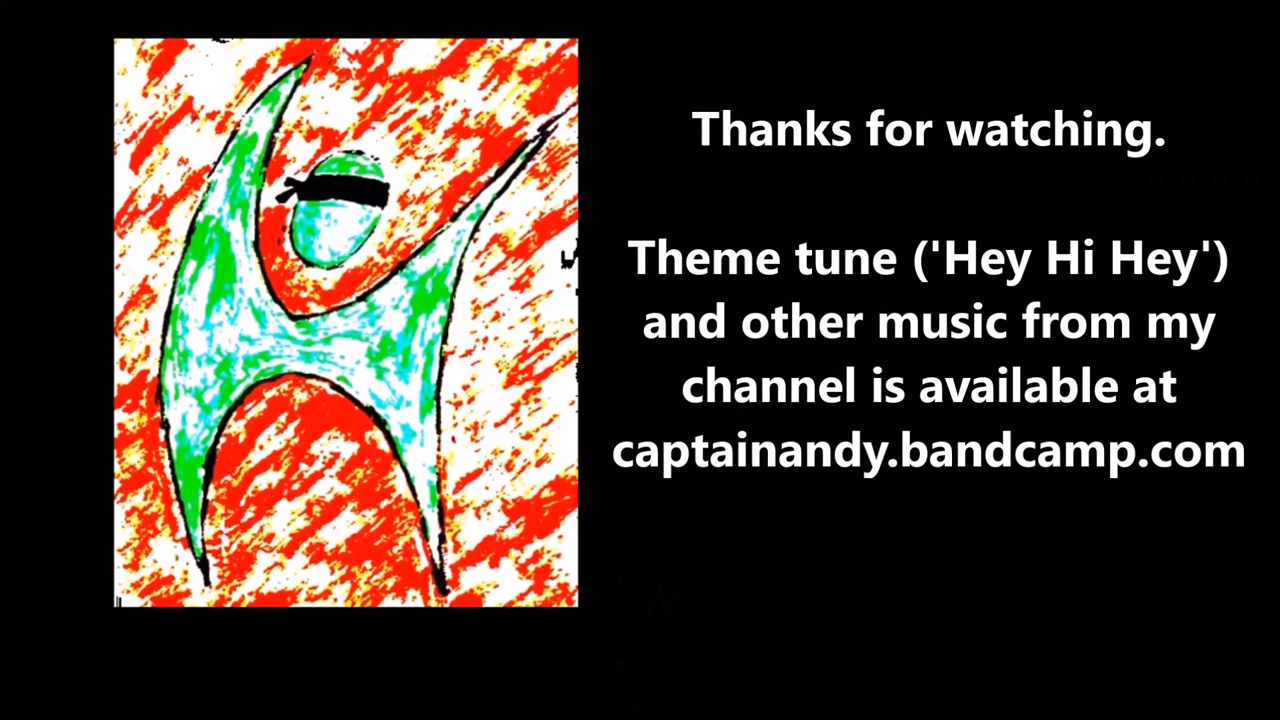 Thanks for watching.
Theme tune ('Hey Hi Hey')
and other music from my
channel is available at
captainandy.bandcamp.com